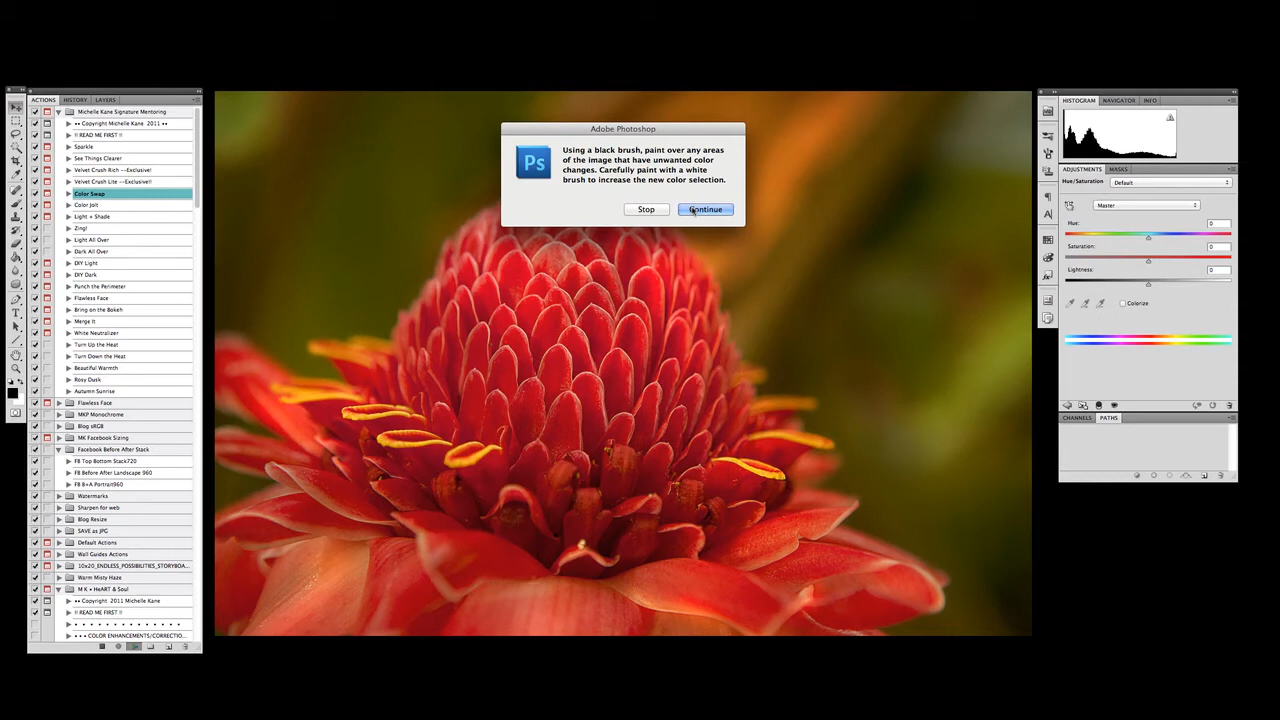 ACTIONS HISTORY LAYERS
Michelle Kane Signature Mentoring
•• Copyright Michelle Kane 2011 ••
!! READ ME FIRST !!
Sparkle
See Things Clearer
Velvet Crush Rich --Exclusive!
Velvet Crush Lite --Exclusive!!
Color Swap
Color Jolt
Light + Shade
Zing!
Light All Over
Dark All Over
DIY Light
DIY Dark
Punch the Perimeter
Flawless Face
Bring on the Bokeh
Merge It
White Neutralizer
Turn Up the Heat
Turn Down the Heat
Beautiful Warmth
Rosy Dusk
Autumn Sunrise
Flawless Face
MKP Monochrome
Blog sRGB
MK Facebook Sizing
Facebook Before After Stack
FB Top Bottom Stack720
FB Before After Landscape 960
FB B+A Portrait960
Watermarks
Sharpen for web
Blog Resize
SAVE as JPG
Default Actions
Wall Guides Actions
10x20_ENDLESS_POSSIBILITIES_STORYBOA...
Warm Misty Haze
M K • HeART & Soul
•• Copyright 2011 Michelle Kane
!! READ ME FIRST !!
• • • • • • • • • • • • • •
• • • COLOR ENHANCEMENTS/CORRECTIO...
Adobe Photoshop
Ps
Using a black brush, paint over any areas
of the image that have unwanted color
changes. Carefully paint with a white
brush to increase the new color selection.
Stop Continue
HISTOGRAM NAVIGATOR INFO
ADJUSTMENTS MASKS
Hue/Saturation Default
Master
Hue: 0
Saturation: 0
Lightness: 0
Colorize
CHANNELS PATHS